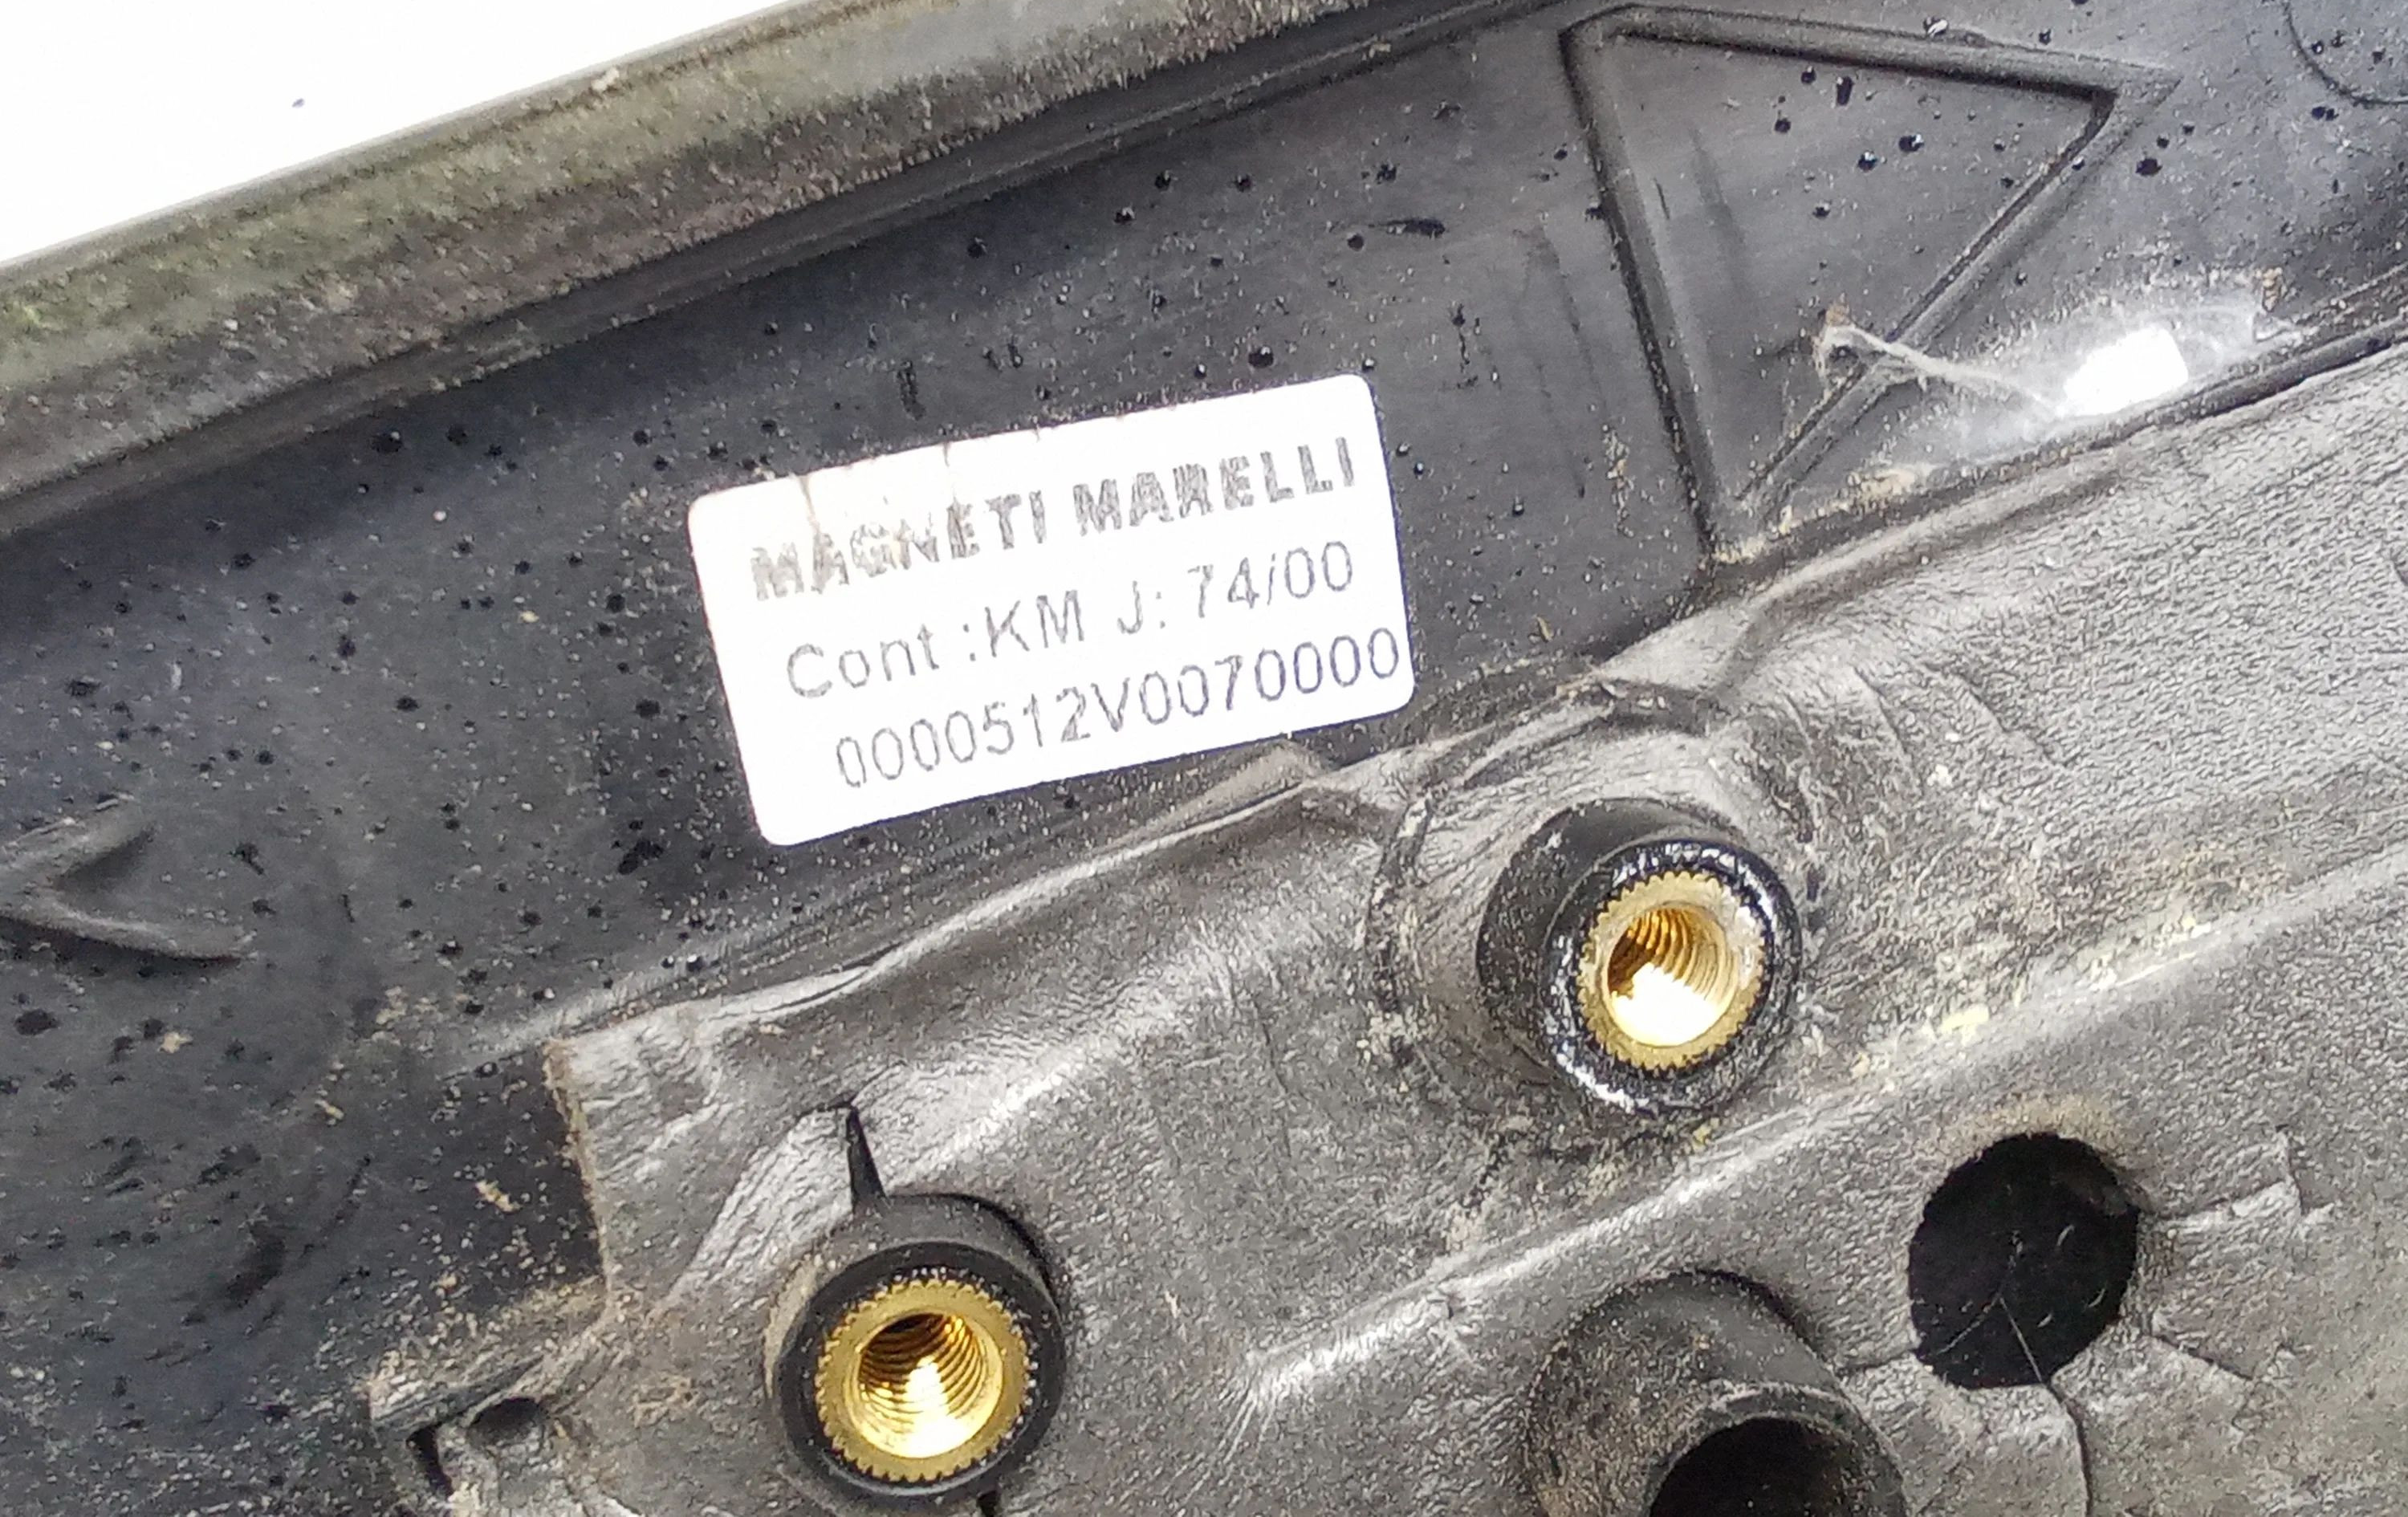 MAGNETI MARELLI
Cont :KM J: 74/00
0000512V0070000